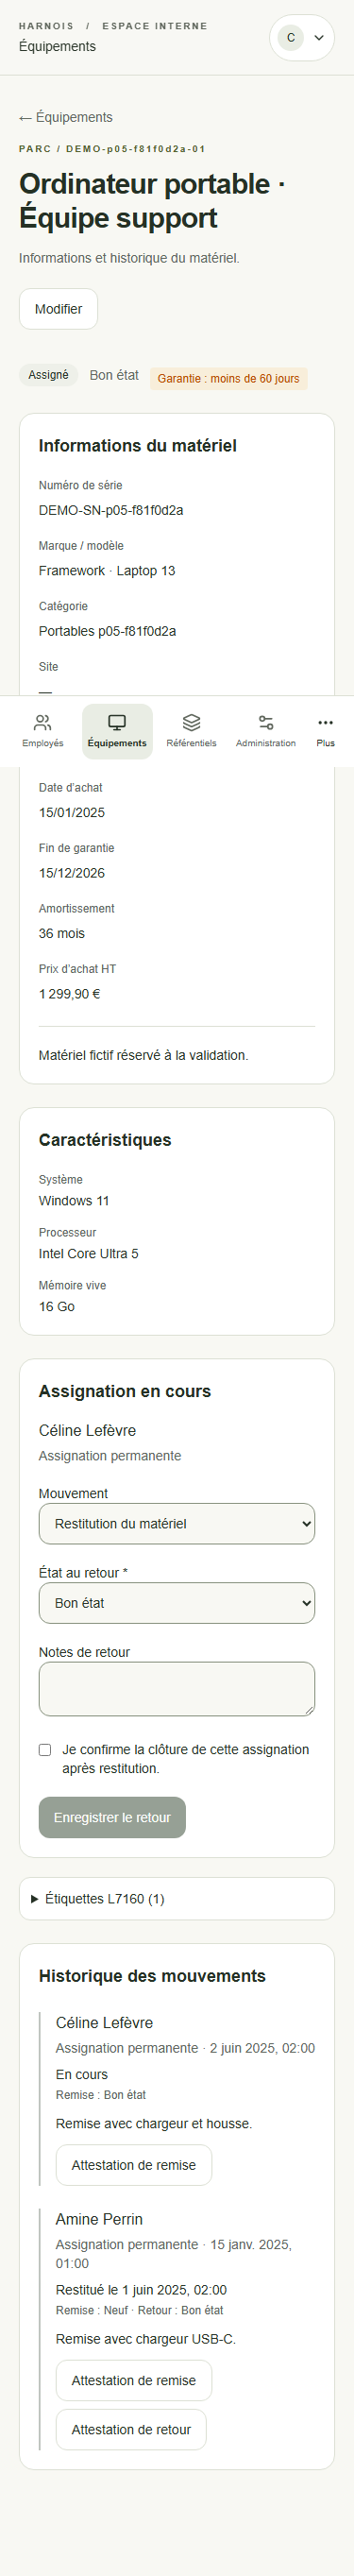 HARNOIS / ESPACE INTERNE
Équipements
C
← Équipements
PARC / DEMO-p05-f81f0d2a-01
Ordinateur portable ·
Équipe support
Informations et historique du matériel.
Modifier
Assigné
Bon état
Garantie : moins de 60 jours
Informations du matériel
Numéro de série
DEMO-SN-p05-f81f0d2a
Marque / modèle
Framework · Laptop 13
Catégorie
Portables p05-f81f0d2a
Site
—
Employés
Équipements
Référentiels
Administration
Plus
Date d'achat
15/01/2025
Fin de garantie
15/12/2026
Amortissement
36 mois
Prix d'achat HT
1 299,90 €
Matériel fictif réservé à la validation.
Caractéristiques
Système
Windows 11
Processeur
Intel Core Ultra 5
Mémoire vive
16 Go
Assignation en cours
Céline Lefèvre
Assignation permanente
Mouvement
Restitution du matériel
État au retour *
Bon état
Notes de retour
Je confirme la clôture de cette assignation
après restitution.
Enregistrer le retour
Étiquettes L7160 (1)
Historique des mouvements
Céline Lefèvre
Assignation permanente · 2 juin 2025, 02:00
En cours
Remise : Bon état
Remise avec chargeur et housse.
Attestation de remise
Amine Perrin
Assignation permanente · 15 janv. 2025,
01:00
Restitué le 1 juin 2025, 02:00
Remise : Neuf · Retour : Bon état
Remise avec chargeur USB-C.
Attestation de remise
Attestation de retour